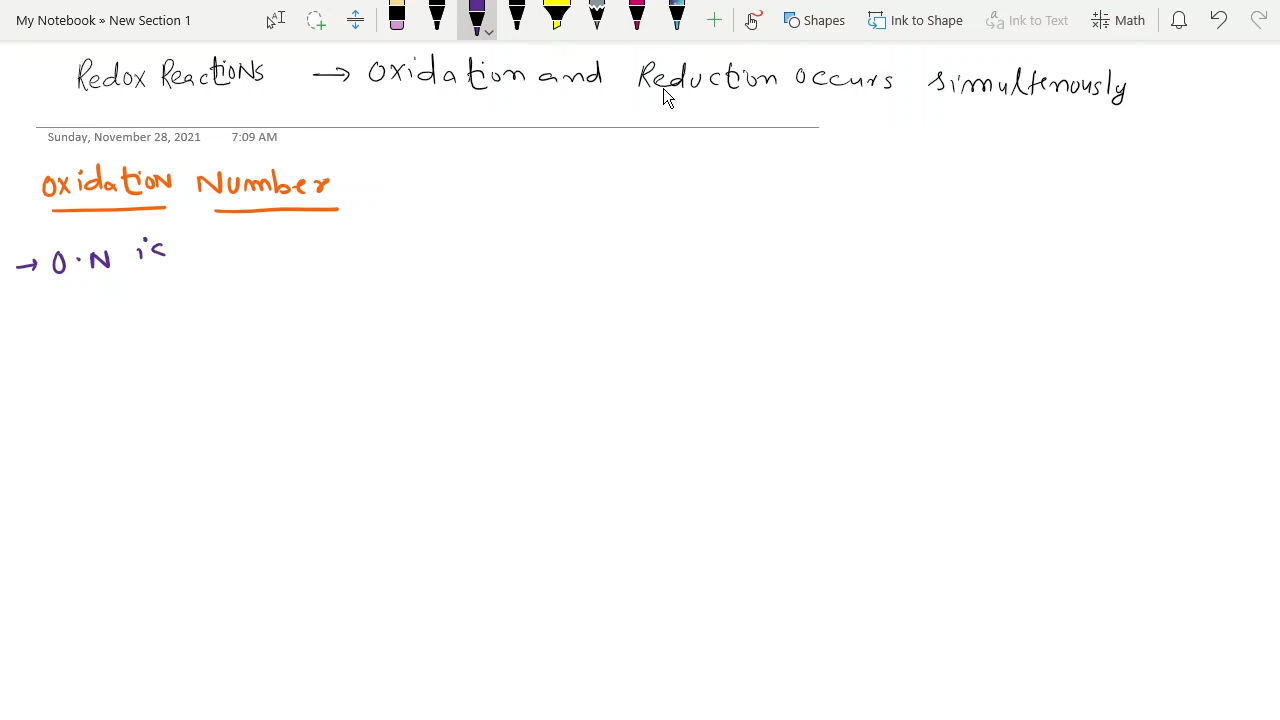 My Notebook » New Section 1
Shapes Ink to Shape Ink to Text Math
Redox Reactions → Oxidation and Reduction occurs simultenously
Sunday, November 28, 2021 7:09 AM
Oxidation Number
→ O.N is